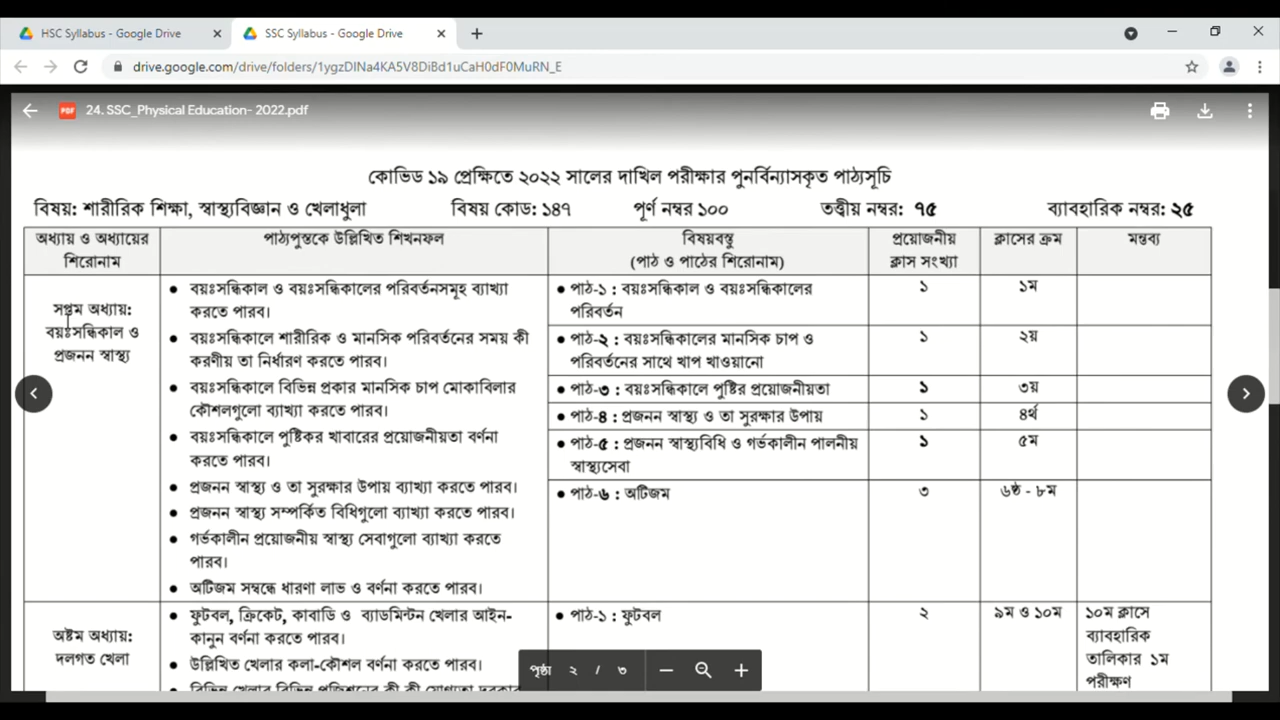 HSC Syllabus - Google Drive
SSC Syllabus - Google Drive
drive.google.com/drive/folders/1ygzDINa4KA5V8DiBd1uCaH0dF0MuRN_E
PDF 24. SSC_Physical Education- 2022.pdf
কোভিড ১৯ প্রেক্ষিতে ২০২২ সালের দাখিল পরীক্ষার পুনর্বিন্যাসকৃত পাঠ্যসূচি
বিষয়: শারীরিক শিক্ষা, স্বাস্থ্যবিজ্ঞান ও খেলাধুলা বিষয় কোড: ১৪৭ পূর্ণ নম্বর ১০০ তত্ত্বীয় নম্বর: ৭৫ ব্যাবহারিক নম্বর: ২৫
অধ্যায় ও অধ্যায়ের
শিরোনাম
পাঠ্যপুস্তকে উল্লিখিত শিখনফল
বিষয়বস্তু
(পাঠ ও পাঠের শিরোনাম)
প্রয়োজনীয়
ক্লাস সংখ্যা
ক্লাসের ক্রম
মন্তব্য
সপ্তম অধ্যায়:
বয়ঃসন্ধিকাল ও
প্রজনন স্বাস্থ্য
• বয়ঃসন্ধিকাল ও বয়ঃসন্ধিকালের পরিবর্তনসমূহ ব্যাখ্যা
করতে পারব।
• বয়ঃসন্ধিকালে শারীরিক ও মানসিক পরিবর্তনের সময় কী
করণীয় তা নির্ধারণ করতে পারব।
• বয়ঃসন্ধিকালে বিভিন্ন প্রকার মানসিক চাপ মোকাবিলার
কৌশলগুলো ব্যাখ্যা করতে পারব।
• বয়ঃসন্ধিকালে পুষ্টিকর খাবারের প্রয়োজনীয়তা বর্ণনা
করতে পারব।
• প্রজনন স্বাস্থ্য ও তা সুরক্ষার উপায় ব্যাখ্যা করতে পারব।
• প্রজনন স্বাস্থ্য সম্পর্কিত বিধিগুলো ব্যাখ্যা করতে পারব।
• গর্ভকালীন প্রয়োজনীয় স্বাস্থ্য সেবাগুলো ব্যাখ্যা করতে
পারব।
• অটিজম সম্বন্ধে ধারণা লাভ ও বর্ণনা করতে পারব।
• পাঠ-১ : বয়ঃসন্ধিকাল ও বয়ঃসন্ধিকালের
পরিবর্তন
১ ১ম
• পাঠ-২ : বয়ঃসন্ধিকালের মানসিক চাপ ও
পরিবর্তনের সাথে খাপ খাওয়ানো
১ ২য়
• পাঠ-৩ : বয়ঃসন্ধিকালে পুষ্টির প্রয়োজনীয়তা ১ ৩য়
• পাঠ-৪ : প্রজনন স্বাস্থ্য ও তা সুরক্ষার উপায় ১ ৪র্থ
• পাঠ-৫ : প্রজনন স্বাস্থ্যবিধি ও গর্ভকালীন পালনীয়
স্বাস্থ্যসেবা
১ ৫ম
• পাঠ-৬ : অটিজম ৩ ৬ষ্ঠ - ৮ম
অষ্টম অধ্যায়:
দলগত খেলা
• ফুটবল, ক্রিকেট, কাবাডি ও ব্যাডমিন্টন খেলার আইন-
কানুন বর্ণনা করতে পারব।
• উল্লিখিত খেলার কলা-কৌশল বর্ণনা করতে পারব।
• পাঠ-১ : ফুটবল ২ ৯ম ও ১০ম
১০ম ক্লাসে
ব্যাবহারিক
তালিকার ১ম
পরীক্ষণ
পৃষ্ঠা ২ / ৩